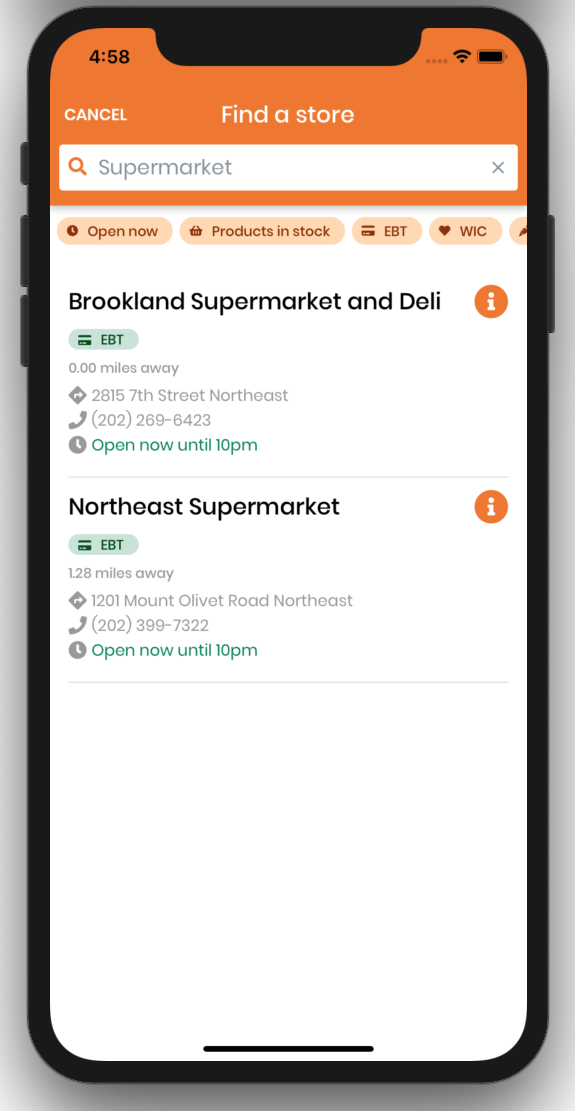 4:58
CANCEL
Find a store
Supermarket
Open now
Products in stock
EBT
WIC
Brookland Supermarket and Deli
EBT
0.00 miles away
2815 7th Street Northeast
(202) 269-6423
Open now until 10pm
Northeast Supermarket
EBT
1.28 miles away
1201 Mount Olivet Road Northeast
(202) 399-7322
Open now until 10pm